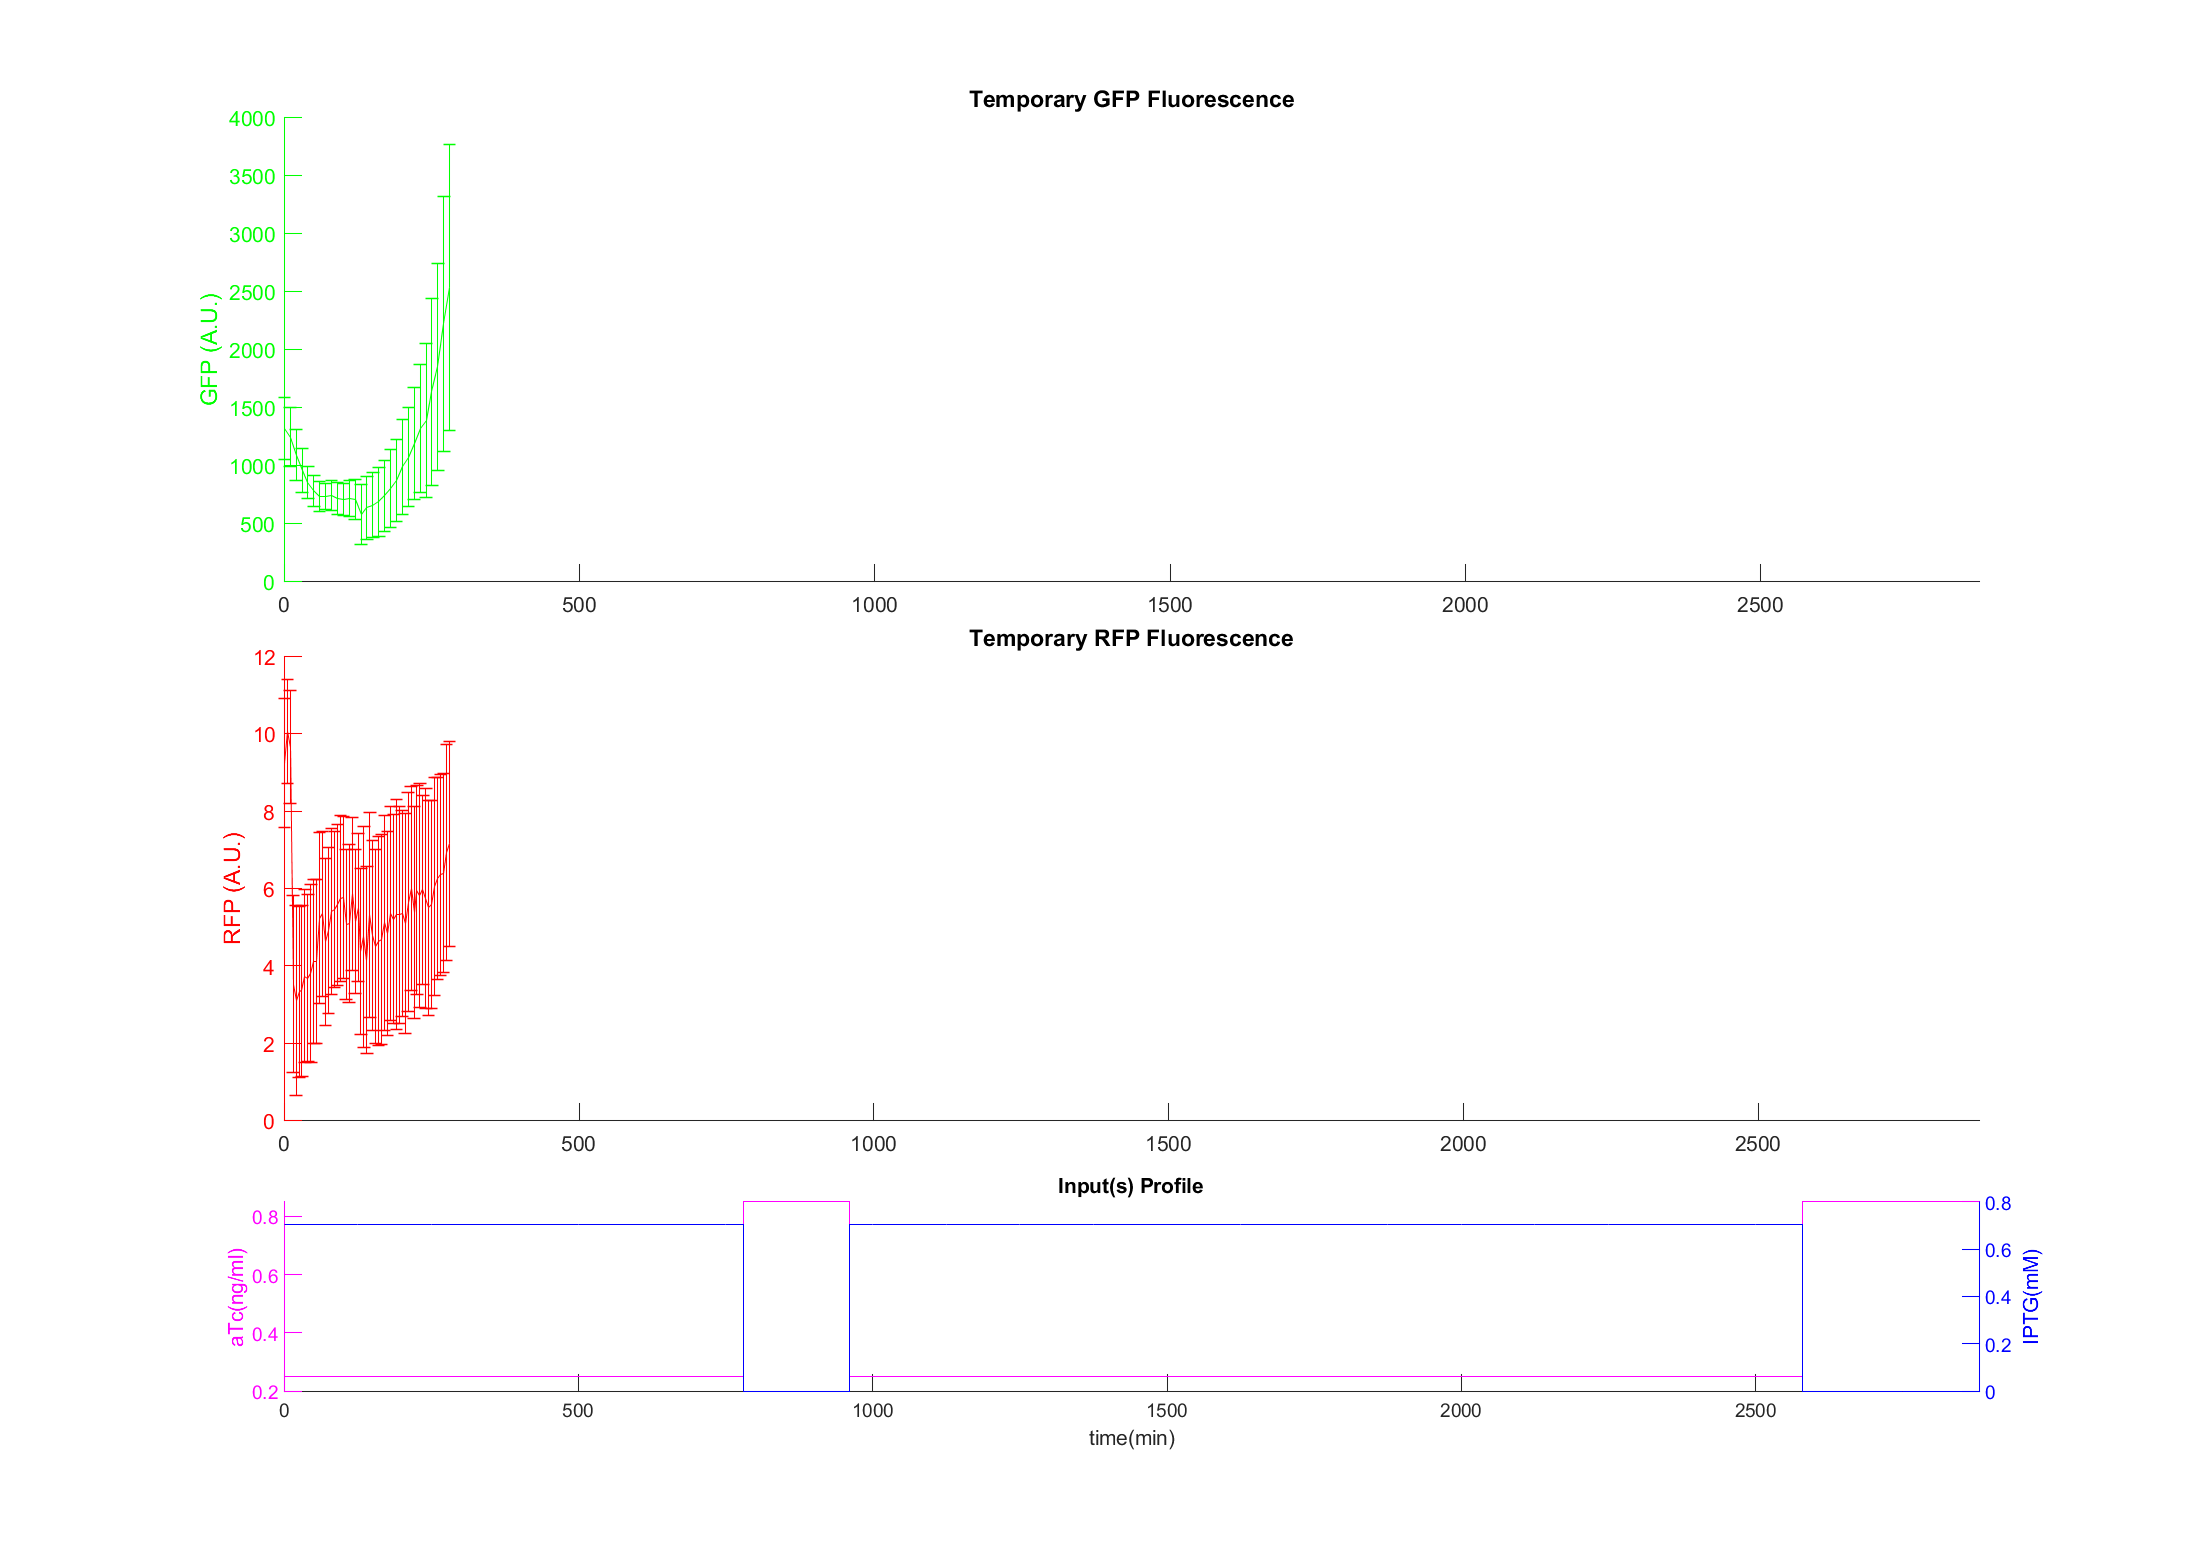 Temporary GFP Fluorescence
4000
3500
3000
2500
2000
1500
1000
500
0
GFP (A.U.)
0 500 1000 1500 2000 2500
Temporary RFP Fluorescence
12
10
8
6
4
2
0
RFP (A.U.)
0 500 1000 1500 2000 2500
Input(s) Profile
0.8
0.6
0.4
0.2
aTc(ng/ml)
0.8
0.6
0.4
0.2
0
IPTG(mM)
0 500 1000 1500 2000 2500
time(min)